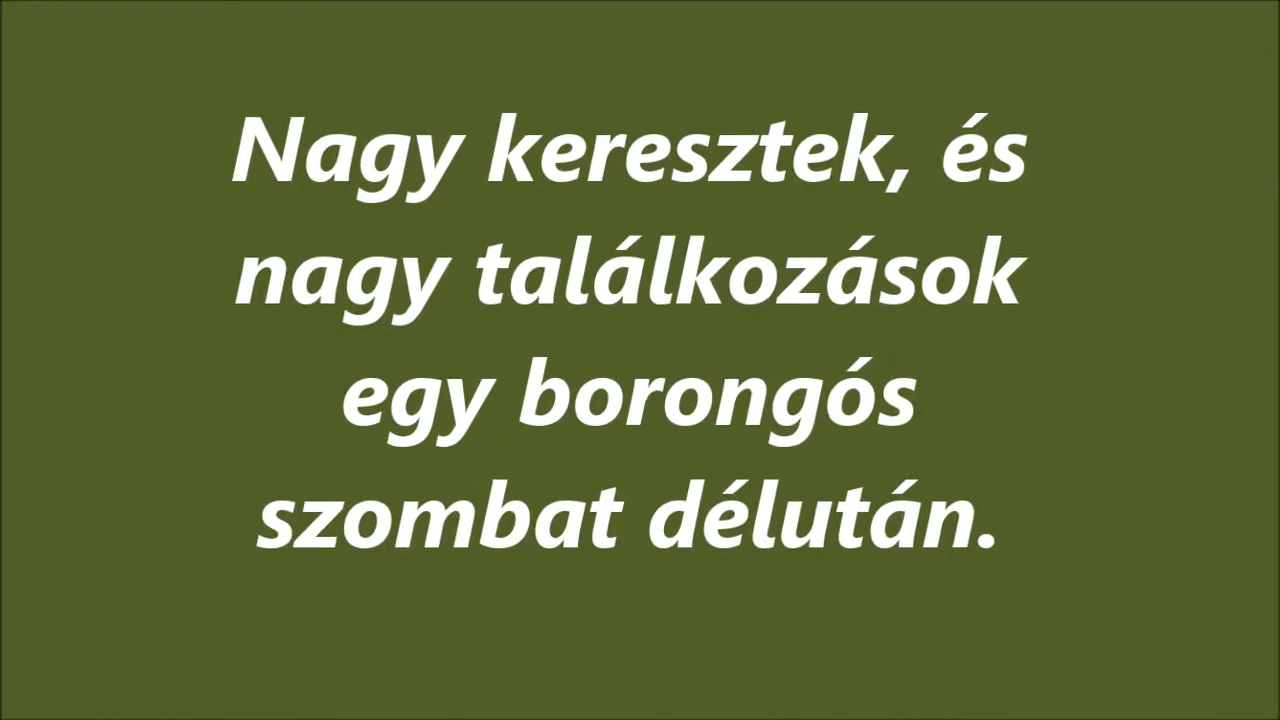 Nagy keresztek, és
nagy találkozások
egy borongós
szombat délután.